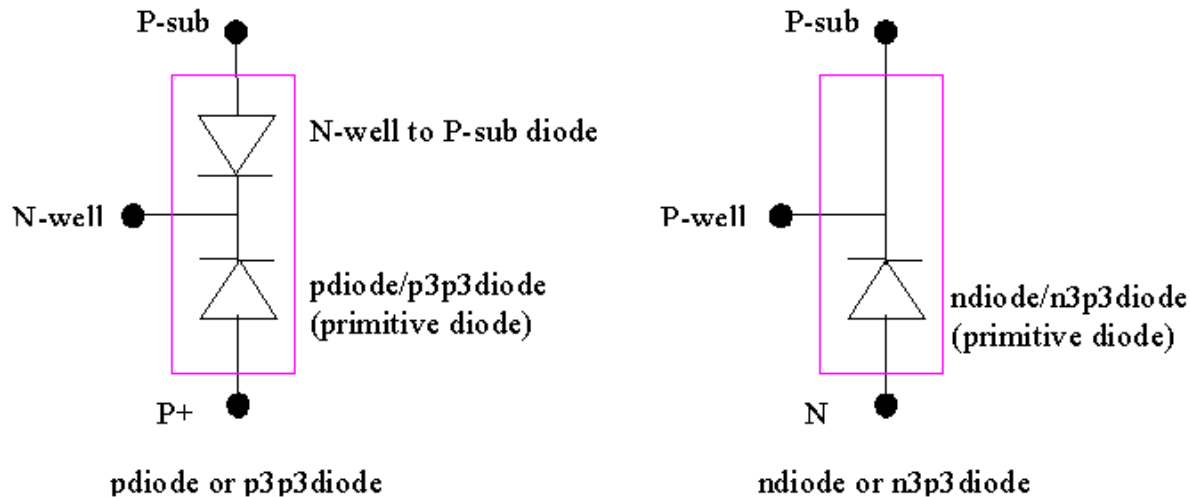 P-sub
N-well to P-sub diode
N-well
pdiode/p3p3diode
(primitive diode)
P+
pdiode or p3p3diode
P-sub
P-well
ndiode/n3p3diode
(primitive diode)
N
ndiode or n3p3diode